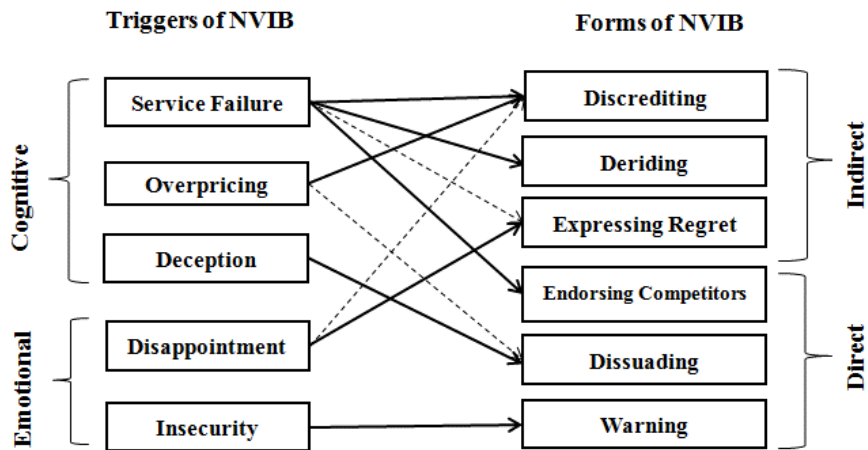 Triggers of NVIB
Forms of NVIB
Cognitive
Service Failure
Overpricing
Deception
Emotional
Disappointment
Insecurity
Discrediting
Deriding
Expressing Regret
Indirect
Endorsing Competitors
Dissuading
Warning
Direct